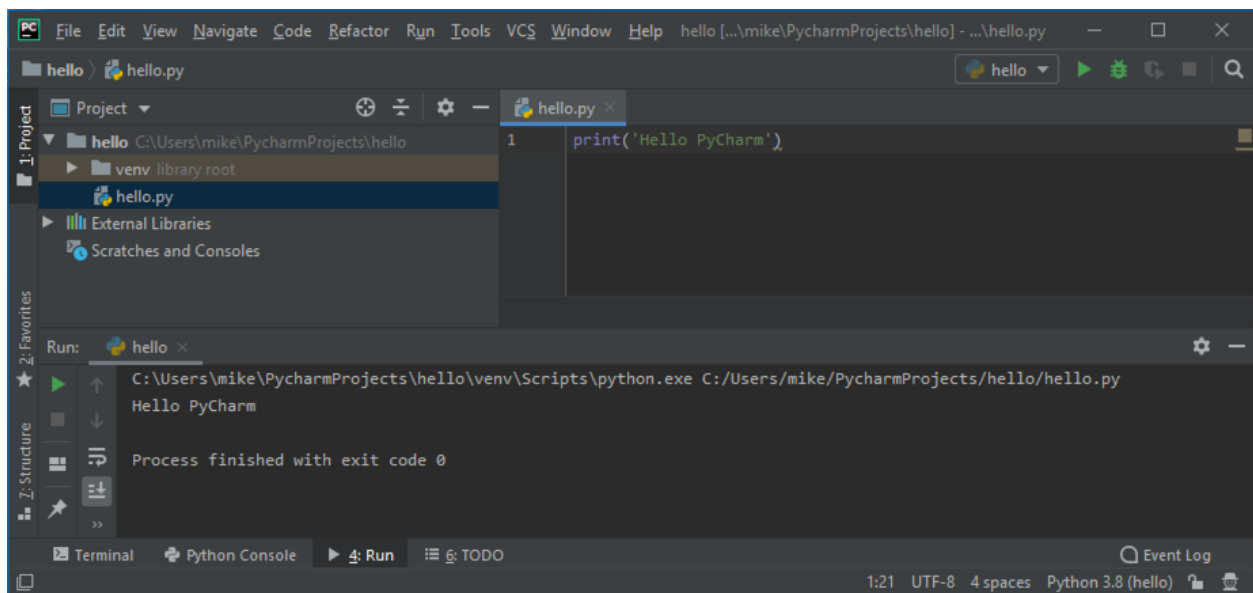 PC File Edit View Navigate Code Refactor Run Tools VCS Window Help hello [...\mike\PycharmProjects\hello] - ...\hello.py
hello hello.py hello
1: Project
Project hello.py
hello C:\Users\mike\PycharmProjects\hello
venv library root
hello.py
External Libraries
Scratches and Consoles
1 print('Hello PyCharm')
2: Favorites
7: Structure
Run: hello
C:\Users\mike\PycharmProjects\hello\venv\Scripts\python.exe C:/Users/mike/PycharmProjects/hello/hello.py
Hello PyCharm
Process finished with exit code 0
Terminal Python Console 4: Run 6: TODO Event Log
1:21 UTF-8 4 spaces Python 3.8 (hello)